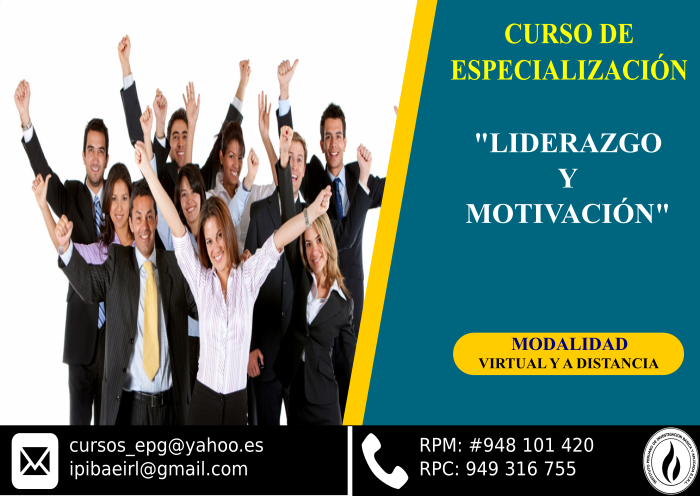 CURSO DE
ESPECIALIZACIÓN
"LIDERAZGO
Y
MOTIVACIÓN"
MODALIDAD
VIRTUAL Y A DISTANCIA
cursos_epg@yahoo.es
ipibaeirl@gmail.com
RPM: #948 101 420
RPC: 949 316 755